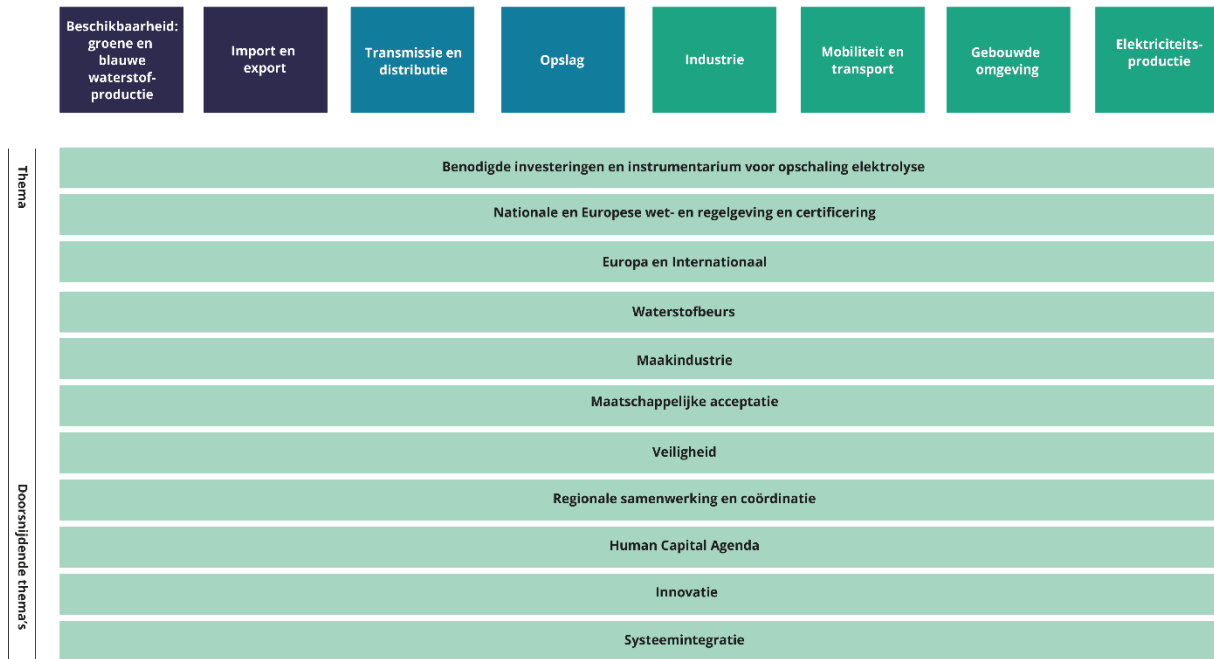 Beschikbaarheid:
groene en
blauwe
waterstof-
productie
Import en
export
Transmissie en
distributie
Opslag
Industrie
Mobiliteit en
transport
Gebouwde
omgeving
Elektriciteits-
productie
Thema
Benodigde investeringen en instrumentarium voor opschaling elektrolyse
Nationale en Europese wet- en regelgeving en certificering
Europa en Internationaal
Waterstofbeurs
Maakindustrie
Maatschappelijke acceptatie
Veiligheid
Doorsnijdende thema's
Regionale samenwerking en coördinatie
Human Capital Agenda
Innovatie
Systeemintegratie